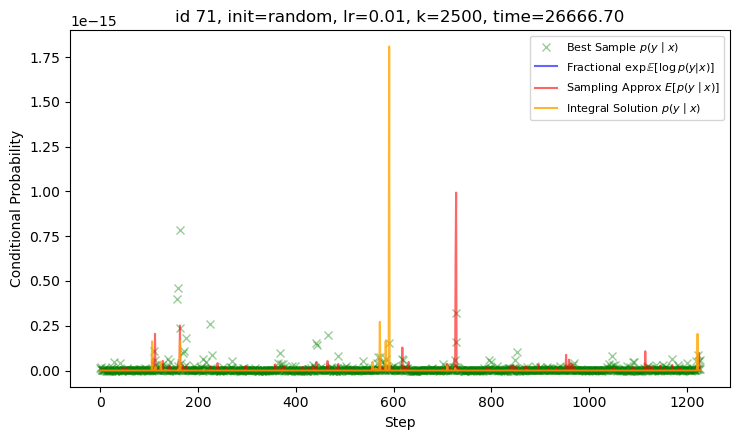 id 71, init=random, lr=0.01, k=2500, time=26666.70
1e−15
1.75
1.50
1.25
1.00
0.75
0.50
0.25
0.00
Conditional Probability
Best Sample p(y | x)
Fractional exp𝔼[log p(y|x)]
Sampling Approx E[p(y | x)]
Integral Solution p(y | x)
0 200 400 600 800 1000 1200
Step